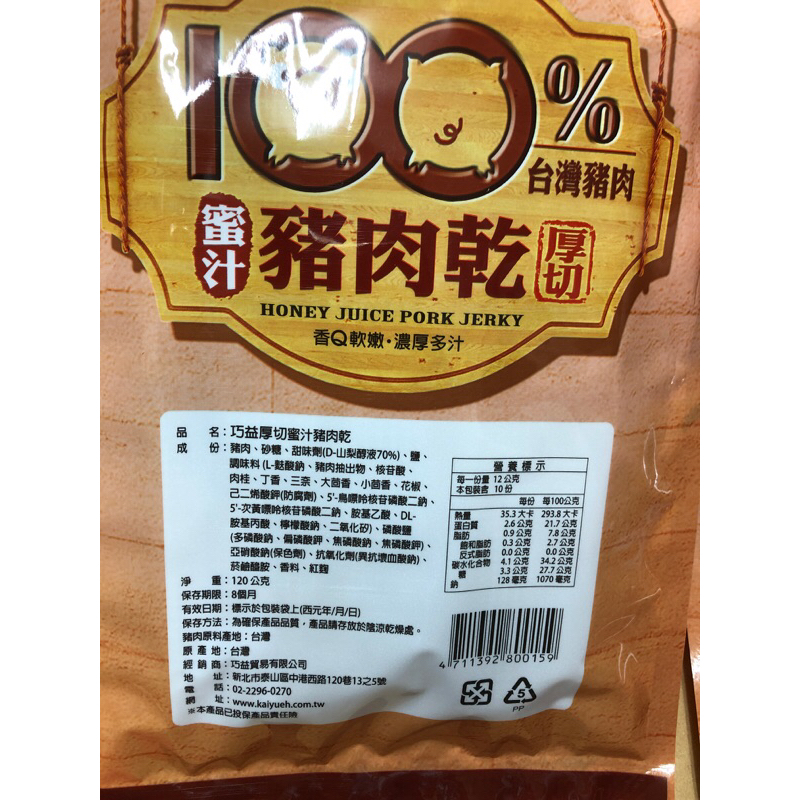 100%
台灣豬肉
蜜汁
豬肉乾
厚切
HONEY JUICE PORK JERKY
香Q軟嫩・濃厚多汁
品 名：巧益厚切蜜汁豬肉乾
成 份：豬肉、砂糖、甜味劑(D-山梨醇液70%)、鹽、
調味料 (L-麩酸鈉、豬肉抽出物、核苷酸、
肉桂、丁香、三奈、大茴香、小茴香、花椒、
己二烯酸鉀(防腐劑)、5'-鳥嘌呤核苷磷酸二鈉、
5'-次黃嘌呤核苷磷酸二鈉、胺基乙酸、DL-
胺基丙酸、檸檬酸鈉、二氧化矽)、磷酸鹽
(多磷酸鈉、偏磷酸鉀、焦磷酸鈉、焦磷酸鉀)、
亞硝酸鈉(保色劑)、抗氧化劑(異抗壞血酸鈉)、
菸鹼醯胺、香料、紅麴
淨 重：120公克
保存期限：8個月
有效日期：標示於包裝袋上(西元年/月/日)
保存方法：為確保產品品質，產品請存放於陰涼乾燥處。
豬肉原料產地：台灣
原 產 地：台灣
經 銷 商：巧益貿易有限公司
地 址：新北市泰山區中港西路120巷13之5號
電 話：02-2296-0270
網 址：www.kaiyueh.com.tw
※本產品已投保產品責任險
營養標示
每一份量 12公克
本包裝含 10份
每份 每100公克
熱量 35.3大卡 293.8大卡
蛋白質 2.6公克 21.7公克
脂肪 0.9公克 7.8公克
飽和脂肪 0.3公克 2.7公克
反式脂肪 0.0公克 0.0公克
碳水化合物 4.1公克 34.2公克
糖 3.3公克 27.7公克
鈉 128毫克 1070毫克
4 711392 800159
5
PP